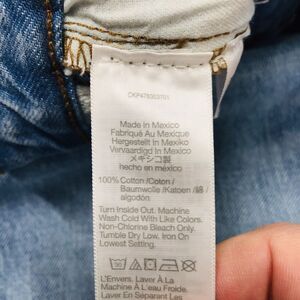 Made in Mexico
Fabriqué Au Mexique
Hergestellt in Mexiko
Vervaardigd In Mexico
メキシコ製
hecho en méxico
100% Cotton / Coton /
Baumwolle / Katoen / 綿 /
algodón
Turn Inside Out. Machine
Wash Cold With Like Colors.
Non-Chlorine Bleach Only.
Tumble Dry Low. Iron On
Lowest Setting.
L'Envers. Laver À La
Machine À L'eau Froide.
Laver En Séparant Les